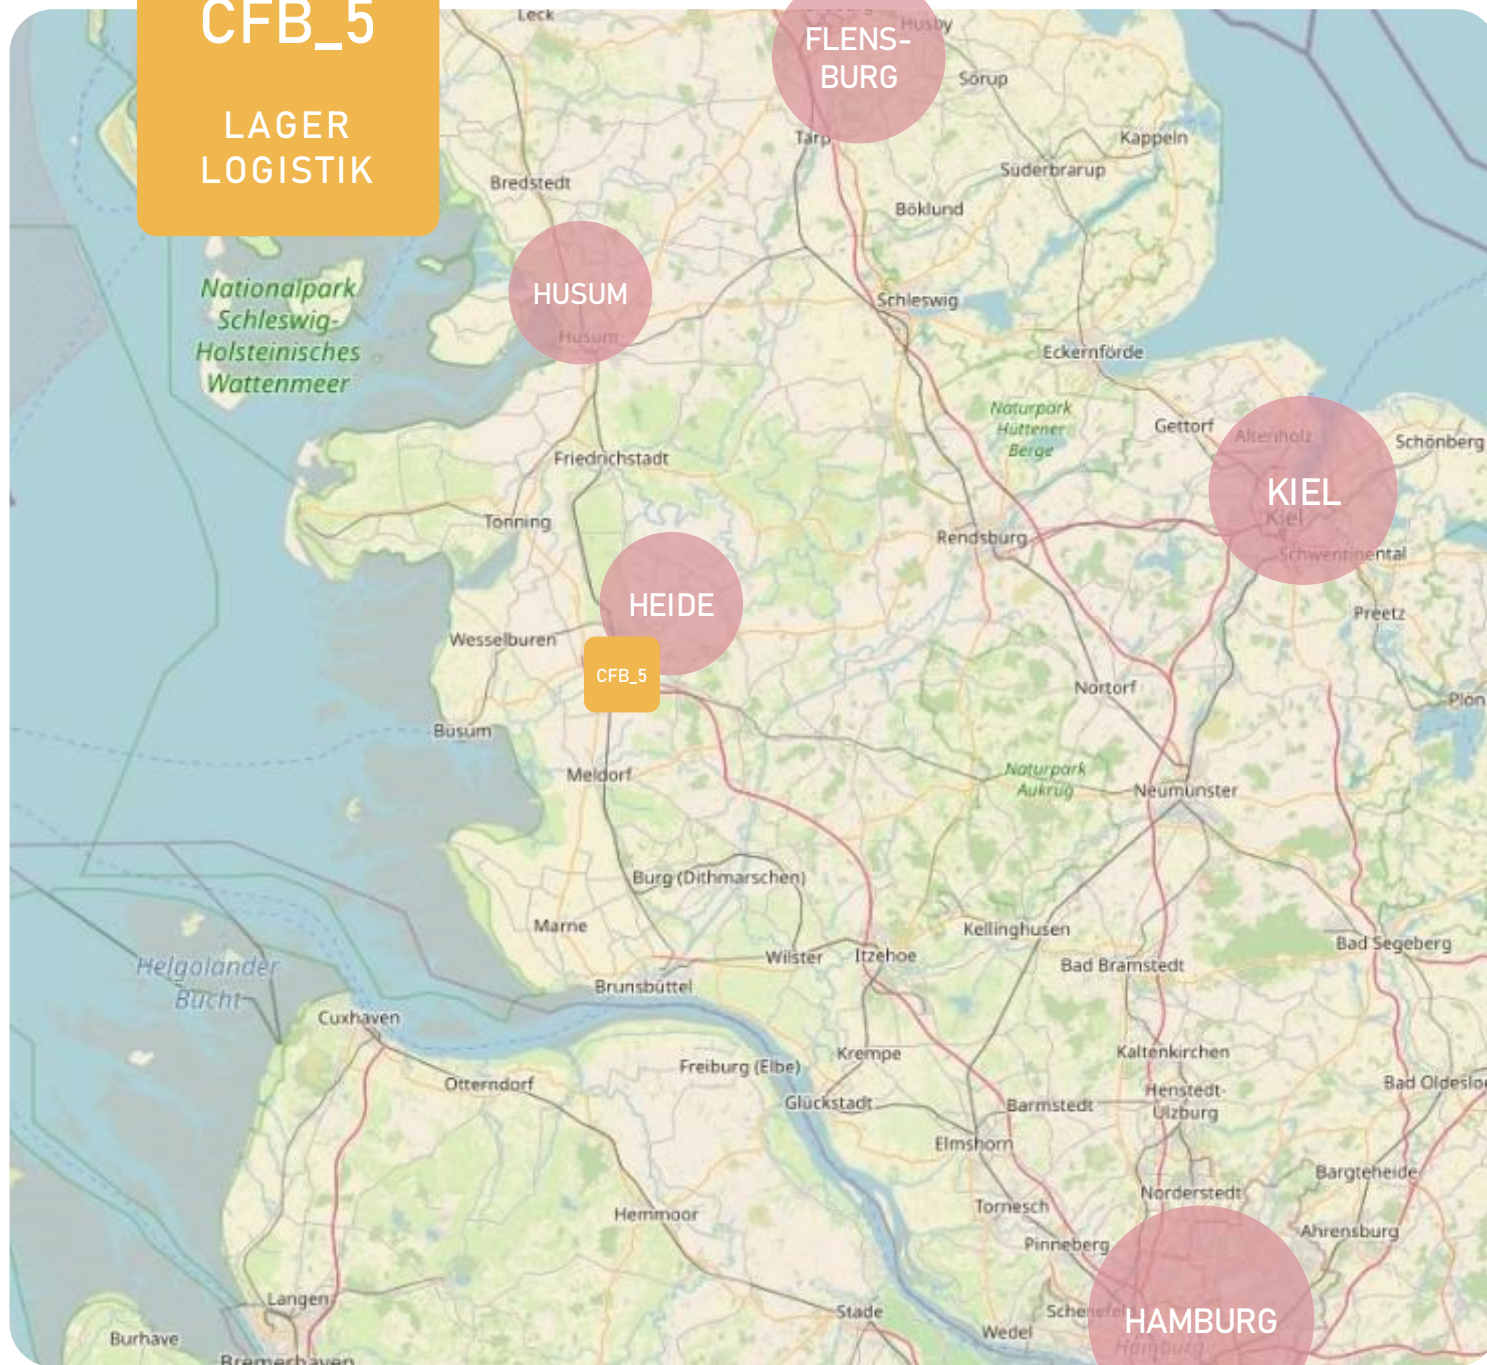 CFB_5
LAGER
LOGISTIK
Leck
Husby
FLENS-
BURG
Sörup
Tarp
Kappeln
Süderbrarup
Bredstedt
Böklund
HUSUM
Husum
Nationalpark
Schleswig-
Holsteinisches
Wattenmeer
Schleswig
Eckernförde
Naturpark
Hüttener
Berge
Gettorf
Altenholz
Schönberg
Friedrichstadt
KIEL
Kiel
Tönning
Rendsburg
Schwentinental
HEIDE
Preetz
Wesselburen
CFB_5
Nortorf
Plön
Büsum
Meldorf
Naturpark
Aukrug
Neumünster
Burg (Dithmarschen)
Marne
Kellinghusen
Bad Segeberg
Wilster
Itzehoe
Bad Bramstedt
Helgoländer
Bucht
Brunsbüttel
Cuxhaven
Krempe
Kaltenkirchen
Freiburg (Elbe)
Otterndorf
Bad Oldesloe
Henstedt-
Ulzburg
Glückstadt
Barmstedt
Elmshorn
Bargteheide
Norderstedt
Tornesch
Hemmoor
Ahrensburg
Pinneberg
Langen
Stade
Schenefeld
HAMBURG
Hamburg
Wedel
Burhave
Bremerhaven